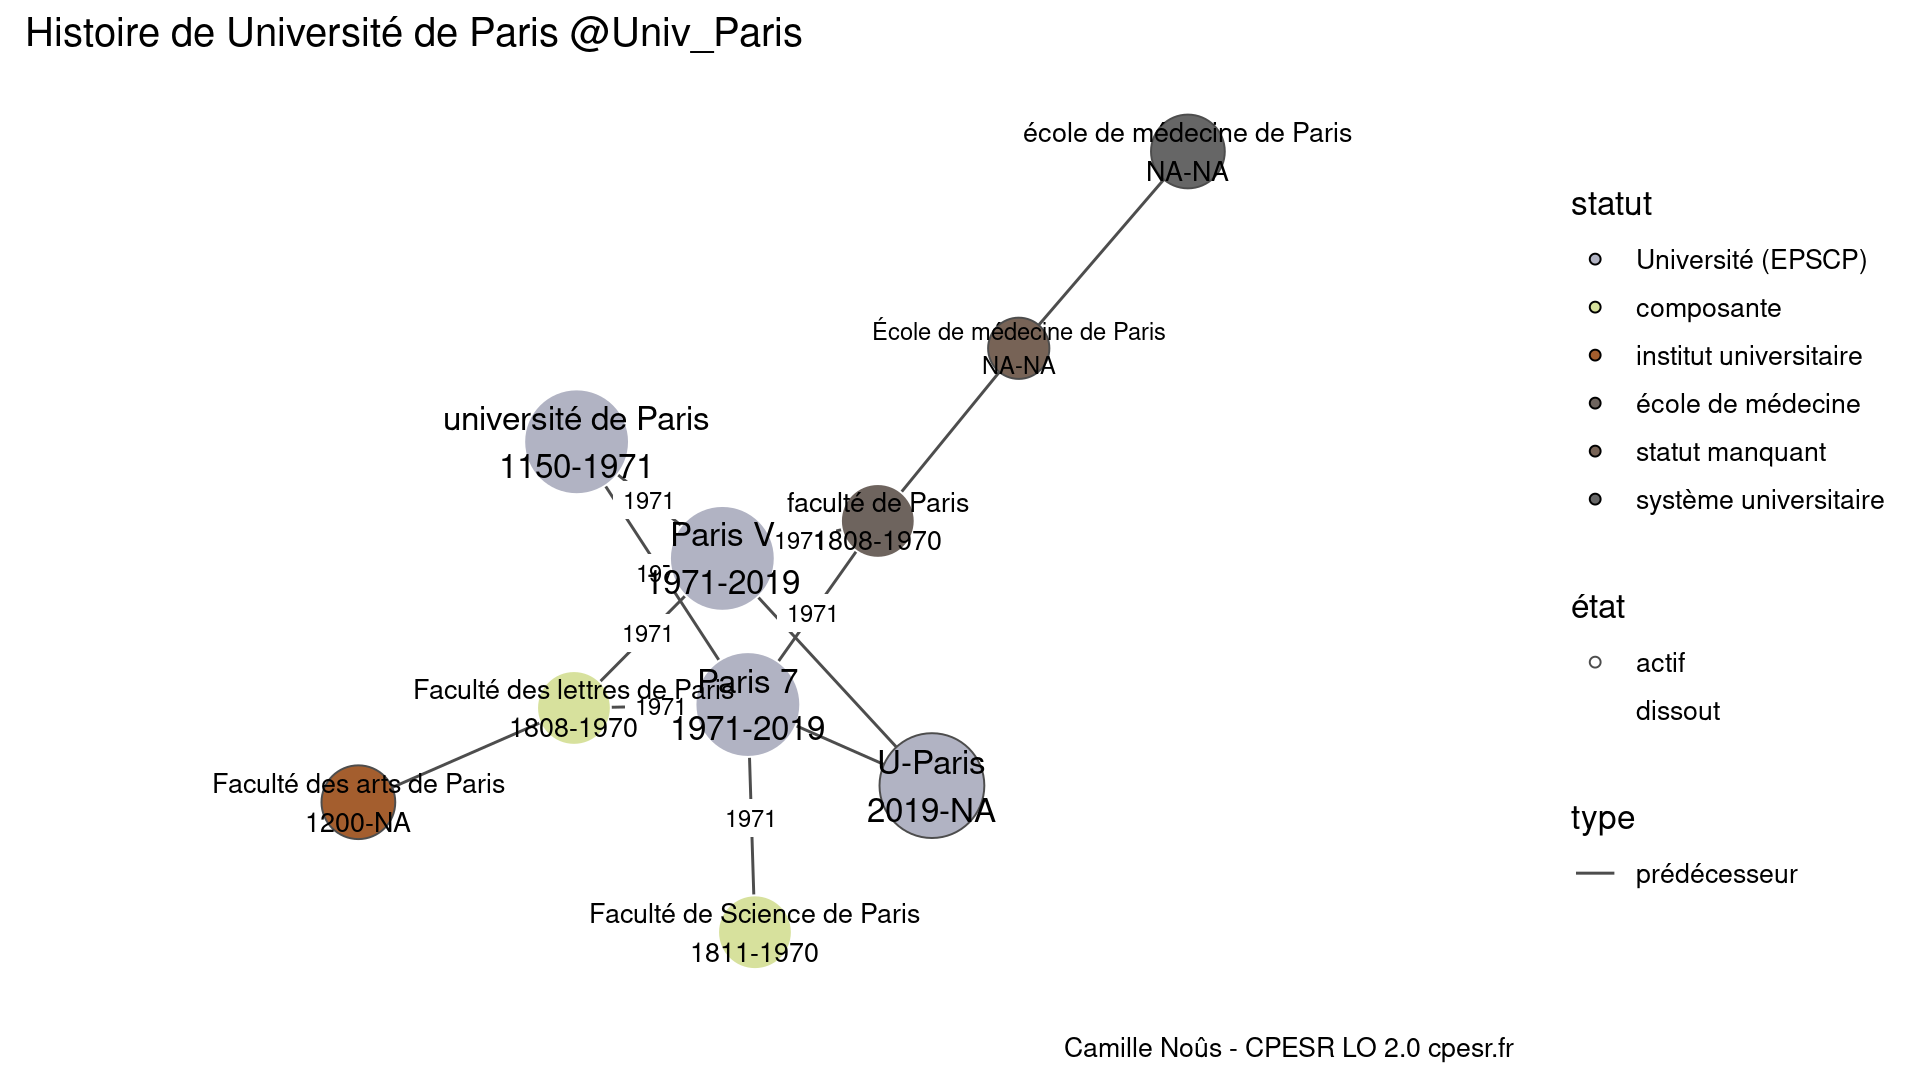 Histoire de Université de Paris @Univ_Paris
école de médecine de Paris
NA-NA
École de médecine de Paris
NA-NA
université de Paris
1150-1971
1971
faculté de Paris
1808-1970
1971
Paris V
1971-2019
1971
1971
Paris 7
1971-2019
Faculté des lettres de Paris
1808-1970
1971
U-Paris
2019-NA
Faculté des arts de Paris
1200-NA
1971
Faculté de Science de Paris
1811-1970
statut
Université (EPSCP)
composante
institut universitaire
école de médecine
statut manquant
système universitaire
état
actif
dissout
type
prédécesseur
Camille Noûs - CPESR LO 2.0 cpesr.fr